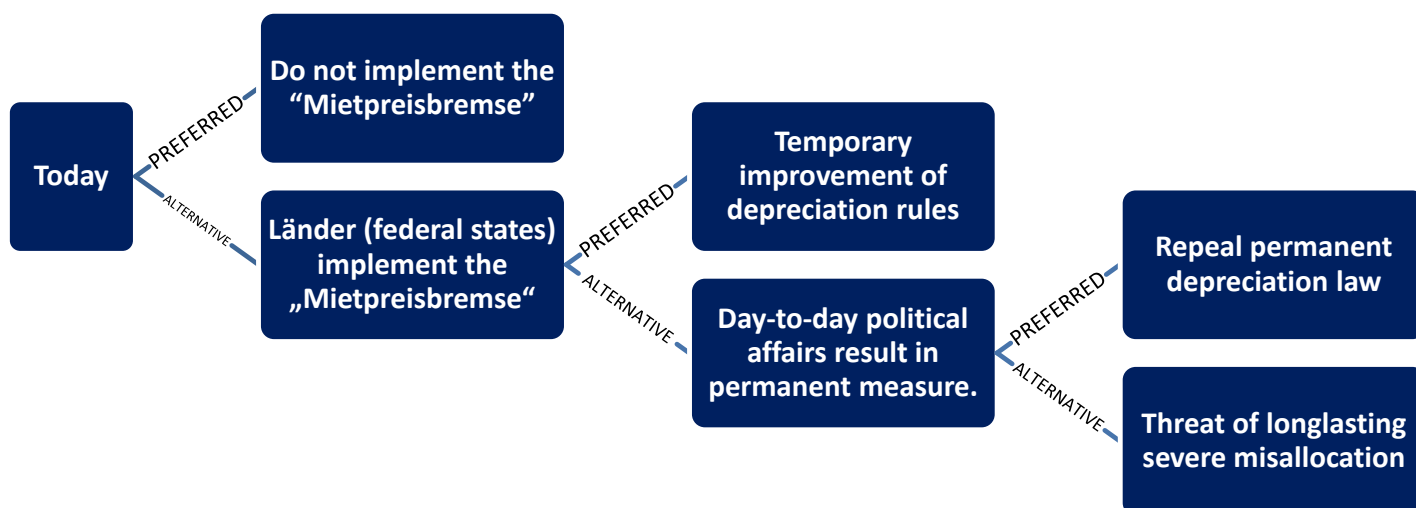 Today
PREFERRED
Do not implement the
“Mietpreisbremse”
ALTERNATIVE
Länder (federal states)
implement the
„Mietpreisbremse“
PREFERRED
Temporary
improvement of
depreciation rules
ALTERNATIVE
Day-to-day political
affairs result in
permanent measure.
PREFERRED
Repeal permanent
depreciation law
ALTERNATIVE
Threat of longlasting
severe misallocation